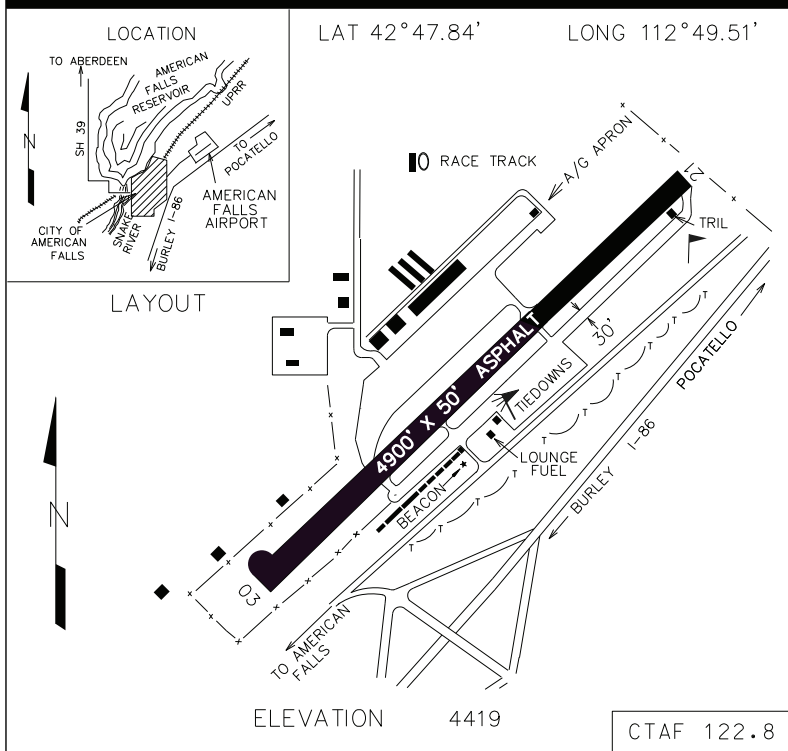 LOCATION
LAT 42°47.84'
LONG 112°49.51'
TO ABERDEEN
AMERICAN
FALLS
RESERVOIR
UPRR
SH 39
N
TO
POCATELLO
AMERICAN
FALLS
AIRPORT
CITY OF
AMERICAN
FALLS
SNAKE
RIVER
BURLEY I-86
LAYOUT
RACE TRACK
A/G APRON
21
TRIL
30'
4900' X 50' ASPHALT
TIEDOWNS
LOUNGE
FUEL
BEACON
POCATELLO
I-86
BURLEY
N
03
TO AMERICAN
FALLS
ELEVATION 4419
CTAF 122.8